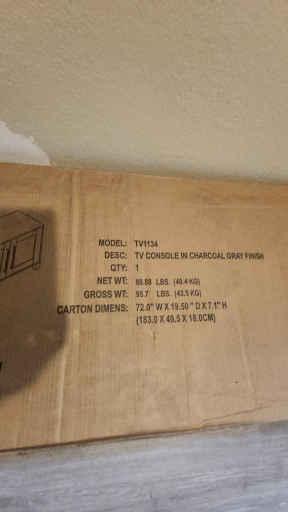 MODEL: TV1134
DESC: TV CONSOLE IN CHARCOAL GRAY FINISH
QTY: 1
NET WT: LBS. (40.4 KG)
GROSS WT: 95.7 LBS. (43.5 KG)
CARTON DIMENS: 72.0" W X 19.50 " D X 7.1" H
(183.0 X 49.5 X 18.0CM)